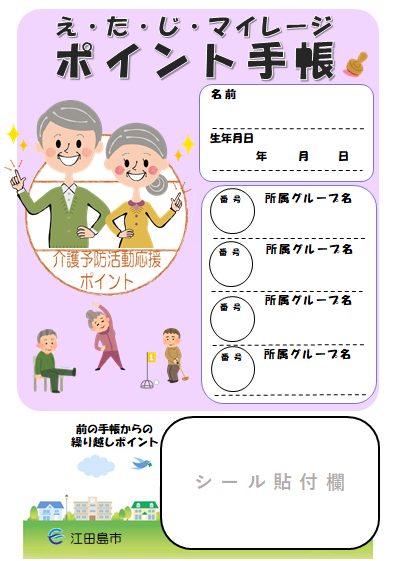 え・た・じ・マイレージ
ポイント手帳
名前
生年月日
年 月 日
番号 所属グループ名
番号 所属グループ名
番号 所属グループ名
番号 所属グループ名
介護予防活動応援
ポイント
1
前の手帳からの
繰り越しポイント
シール貼付欄
江田島市